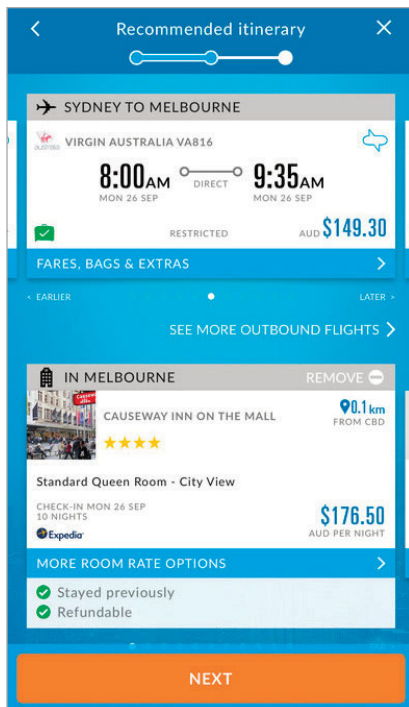 Recommended itinerary
SYDNEY TO MELBOURNE
australia
VIRGIN AUSTRALIA VA816
8:00AM DIRECT 9:35AM
MON 26 SEP MON 26 SEP
RESTRICTED AUD $149.30
FARES, BAGS & EXTRAS >
< EARLIER LATER >
SEE MORE OUTBOUND FLIGHTS >
IN MELBOURNE REMOVE
Causeway
CAUSEWAY INN ON THE MALL
0.1 km
FROM CBD
Standard Queen Room - City View
CHECK-IN MON 26 SEP
10 NIGHTS
Expedia
$176.50
AUD PER NIGHT
MORE ROOM RATE OPTIONS >
Stayed previously
Refundable
NEXT